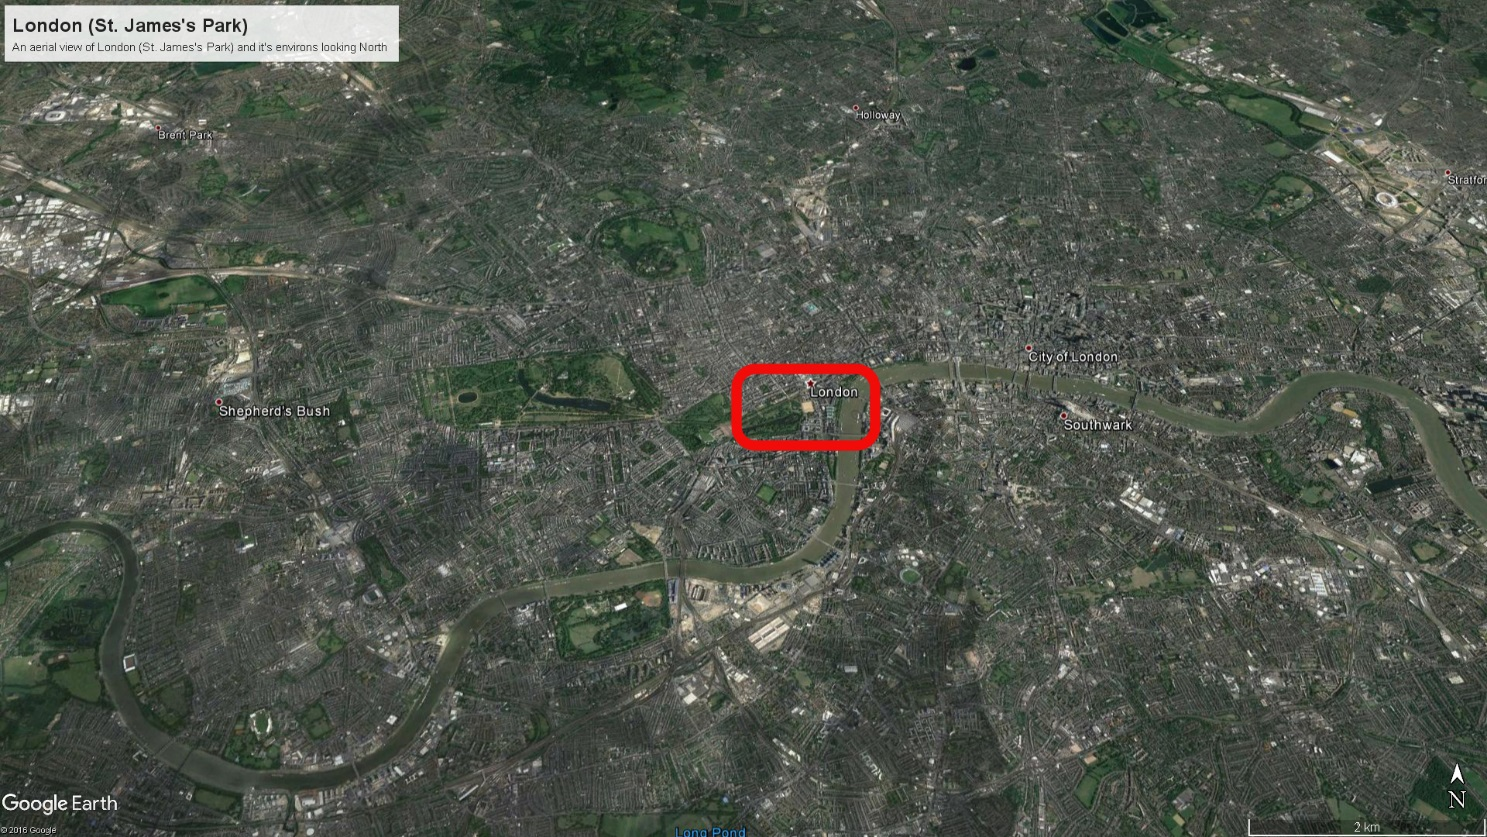 London (St. James's Park)
An aerial view of London (St. James's Park) and it's environs looking North
Holloway
Brent Park
Stratfor
City of London
London
Shepherd's Bush
Southwark
N
Google Earth
2 km
© 2016 Google
Long Pond